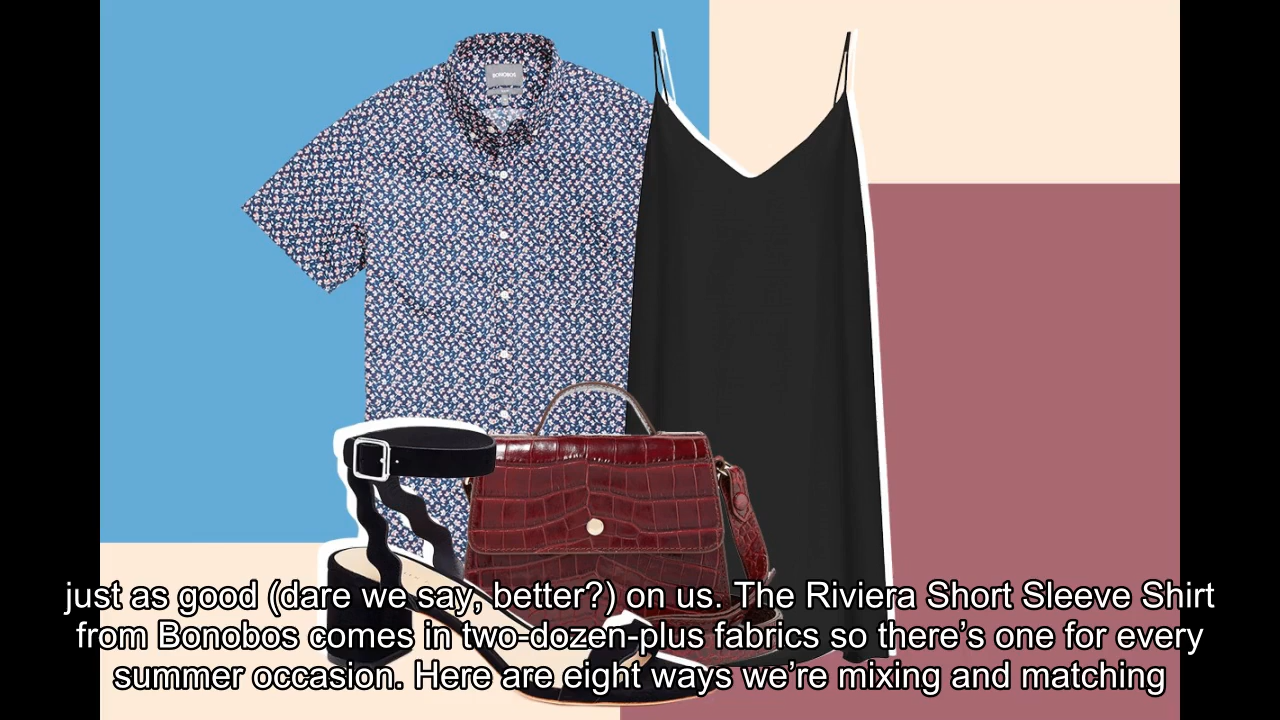 BONOBOS
just as good (dare we say, better?) on us. The Riviera Short Sleeve Shirt
from Bonobos comes in two-dozen-plus fabrics so there’s one for every
summer occasion. Here are eight ways we’re mixing and matching